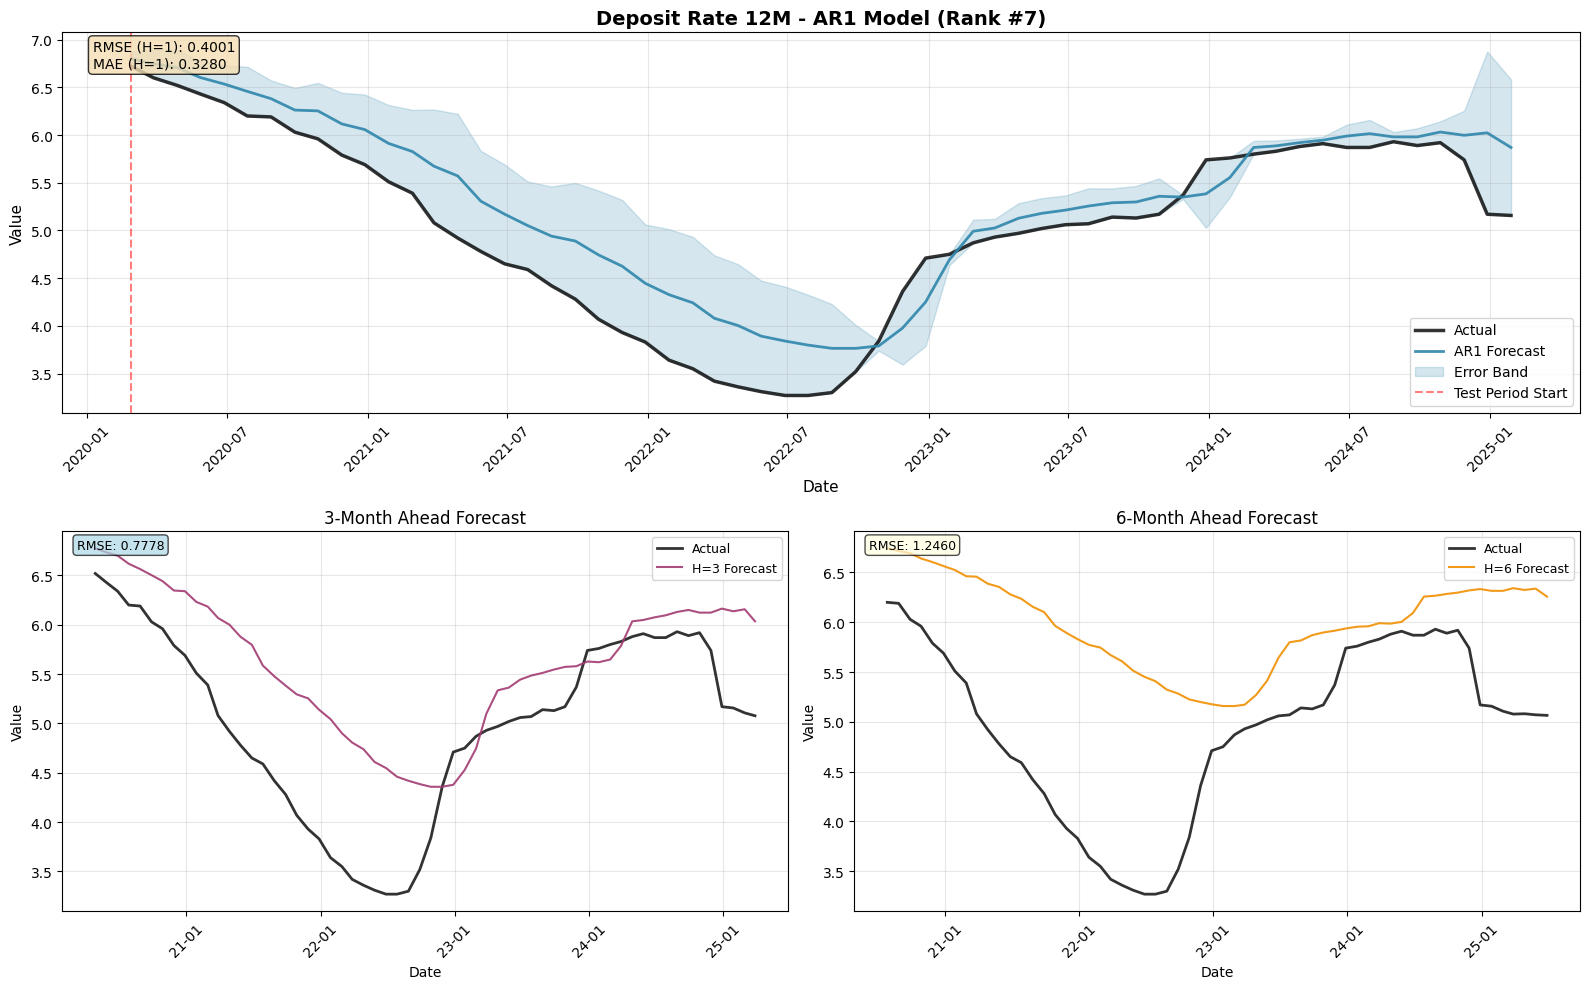 Deposit Rate 12M - AR1 Model (Rank #7)
RMSE (H=1): 0.4001
MAE (H=1): 0.3280
Value
7.0
6.5
6.0
5.5
5.0
4.5
4.0
3.5
Actual
AR1 Forecast
Error Band
Test Period Start
2020-01
2020-07
2021-01
2021-07
2022-01
2022-07
2023-01
2023-07
2024-01
2024-07
2025-01
Date
3-Month Ahead Forecast
RMSE: 0.7778
Actual
H=3 Forecast
Value
6.5
6.0
5.5
5.0
4.5
4.0
3.5
21-01
22-01
23-01
24-01
25-01
Date
6-Month Ahead Forecast
RMSE: 1.2460
Actual
H=6 Forecast
Value
6.5
6.0
5.5
5.0
4.5
4.0
3.5
21-01
22-01
23-01
24-01
25-01
Date